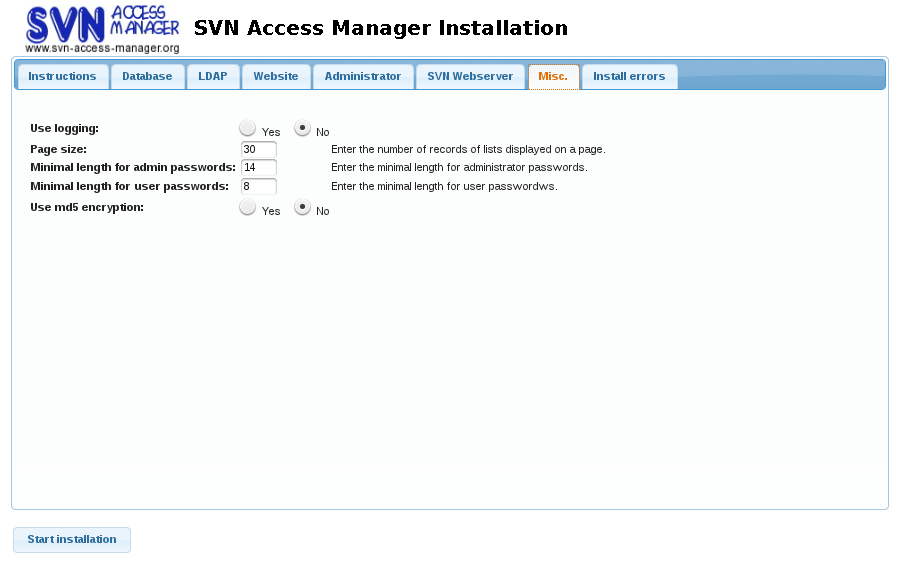 SVN ACCESS MANAGER
www.svn-access-manager.org
SVN Access Manager Installation
Instructions Database LDAP Website Administrator SVN Webserver Misc. Install errors
Use logging: Yes No
Page size: 30 Enter the number of records of lists displayed on a page.
Minimal length for admin passwords: 14 Enter the minimal length for administrator passwords.
Minimal length for user passwords: 8 Enter the minimal length for user passwordws.
Use md5 encryption: Yes No
Start installation